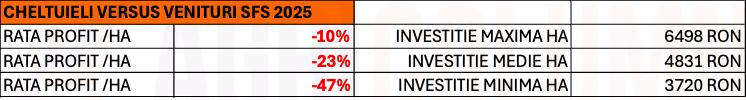 CHELTUIELI VERSUS VENITURI SFS 2025
RATA PROFIT /HA -10% INVESTITIE MAXIMA HA 6498 RON
RATA PROFIT /HA -23% INVESTITIE MEDIE HA 4831 RON
RATA PROFIT /HA -47% INVESTITIE MINIMA HA 3720 RON